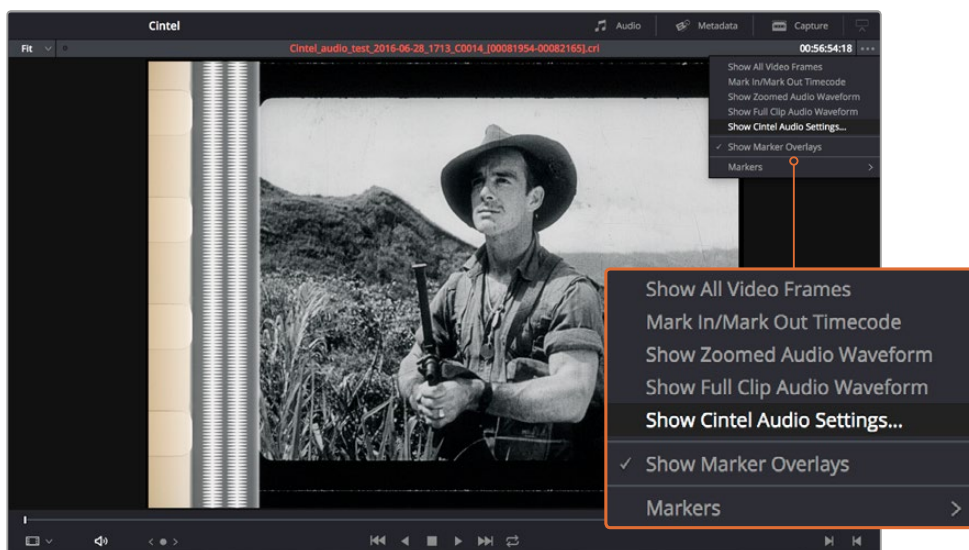 Cintel
Audio
Metadata
Capture
Fit
Cintel_audio_test_2016-06-28_1713_C0014_[00081954-00082165].crl
00:56:54:18
Show All Video Frames
Mark In/Mark Out Timecode
Show Zoomed Audio Waveform
Show Full Clip Audio Waveform
Show Cintel Audio Settings...
Show Marker Overlays
Markers
Show All Video Frames
Mark In/Mark Out Timecode
Show Zoomed Audio Waveform
Show Full Clip Audio Waveform
Show Cintel Audio Settings...
Show Marker Overlays
Markers